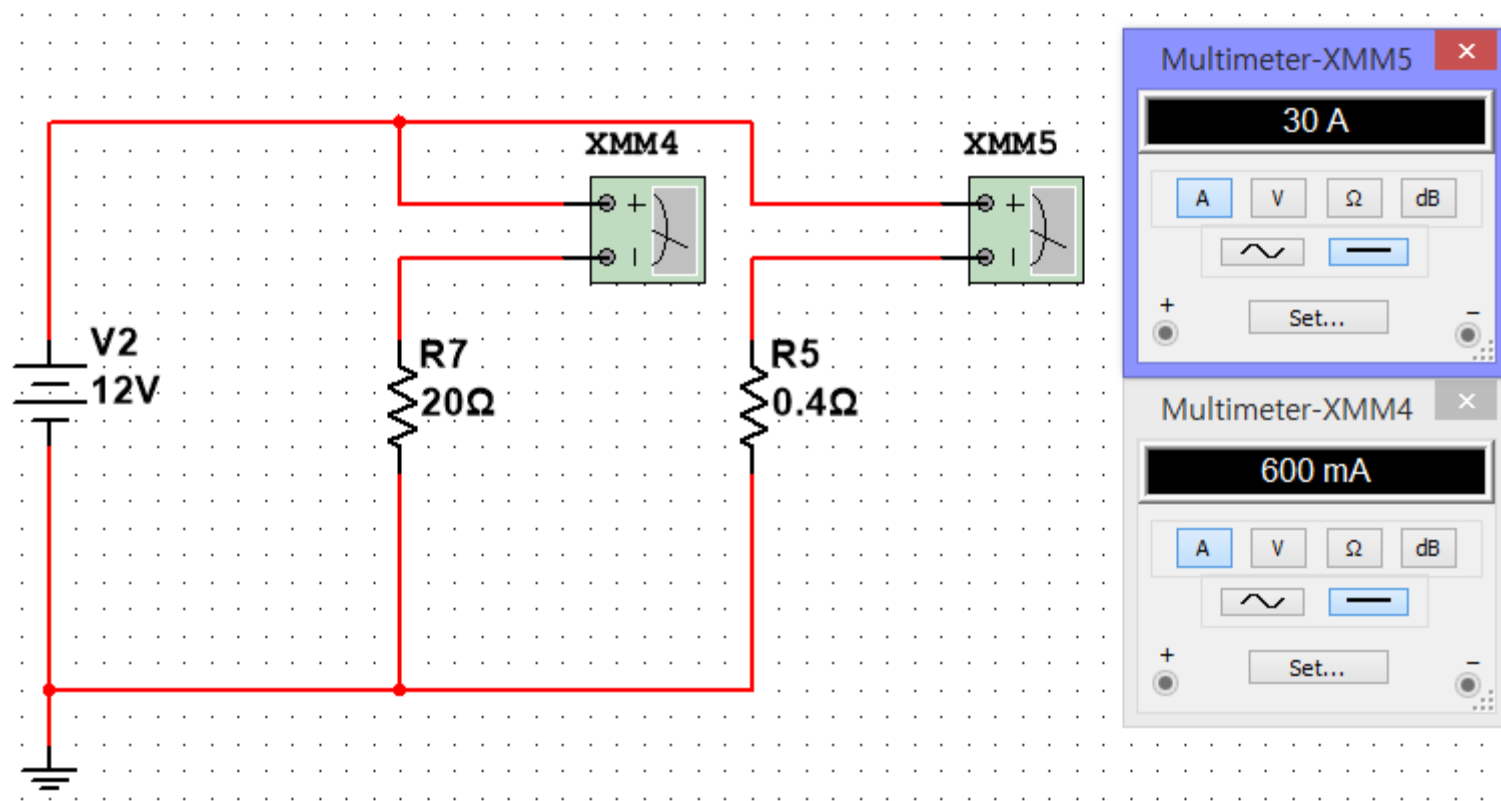 XMM4
XMM5
V2
12V
R7
20Ω
R5
0.4Ω
Multimeter-XMM5
30 A
A V Ω dB
+ Set... −
Multimeter-XMM4
600 mA
A V Ω dB
+ Set... −